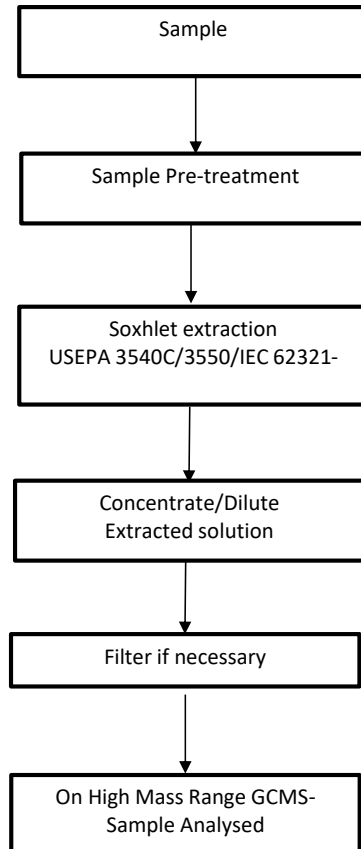 Sample
Sample Pre-treatment
Soxhlet extraction
USEPA 3540C/3550/IEC 62321-
Concentrate/Dilute
Extracted solution
Filter if necessary
On High Mass Range GCMS-
Sample Analysed